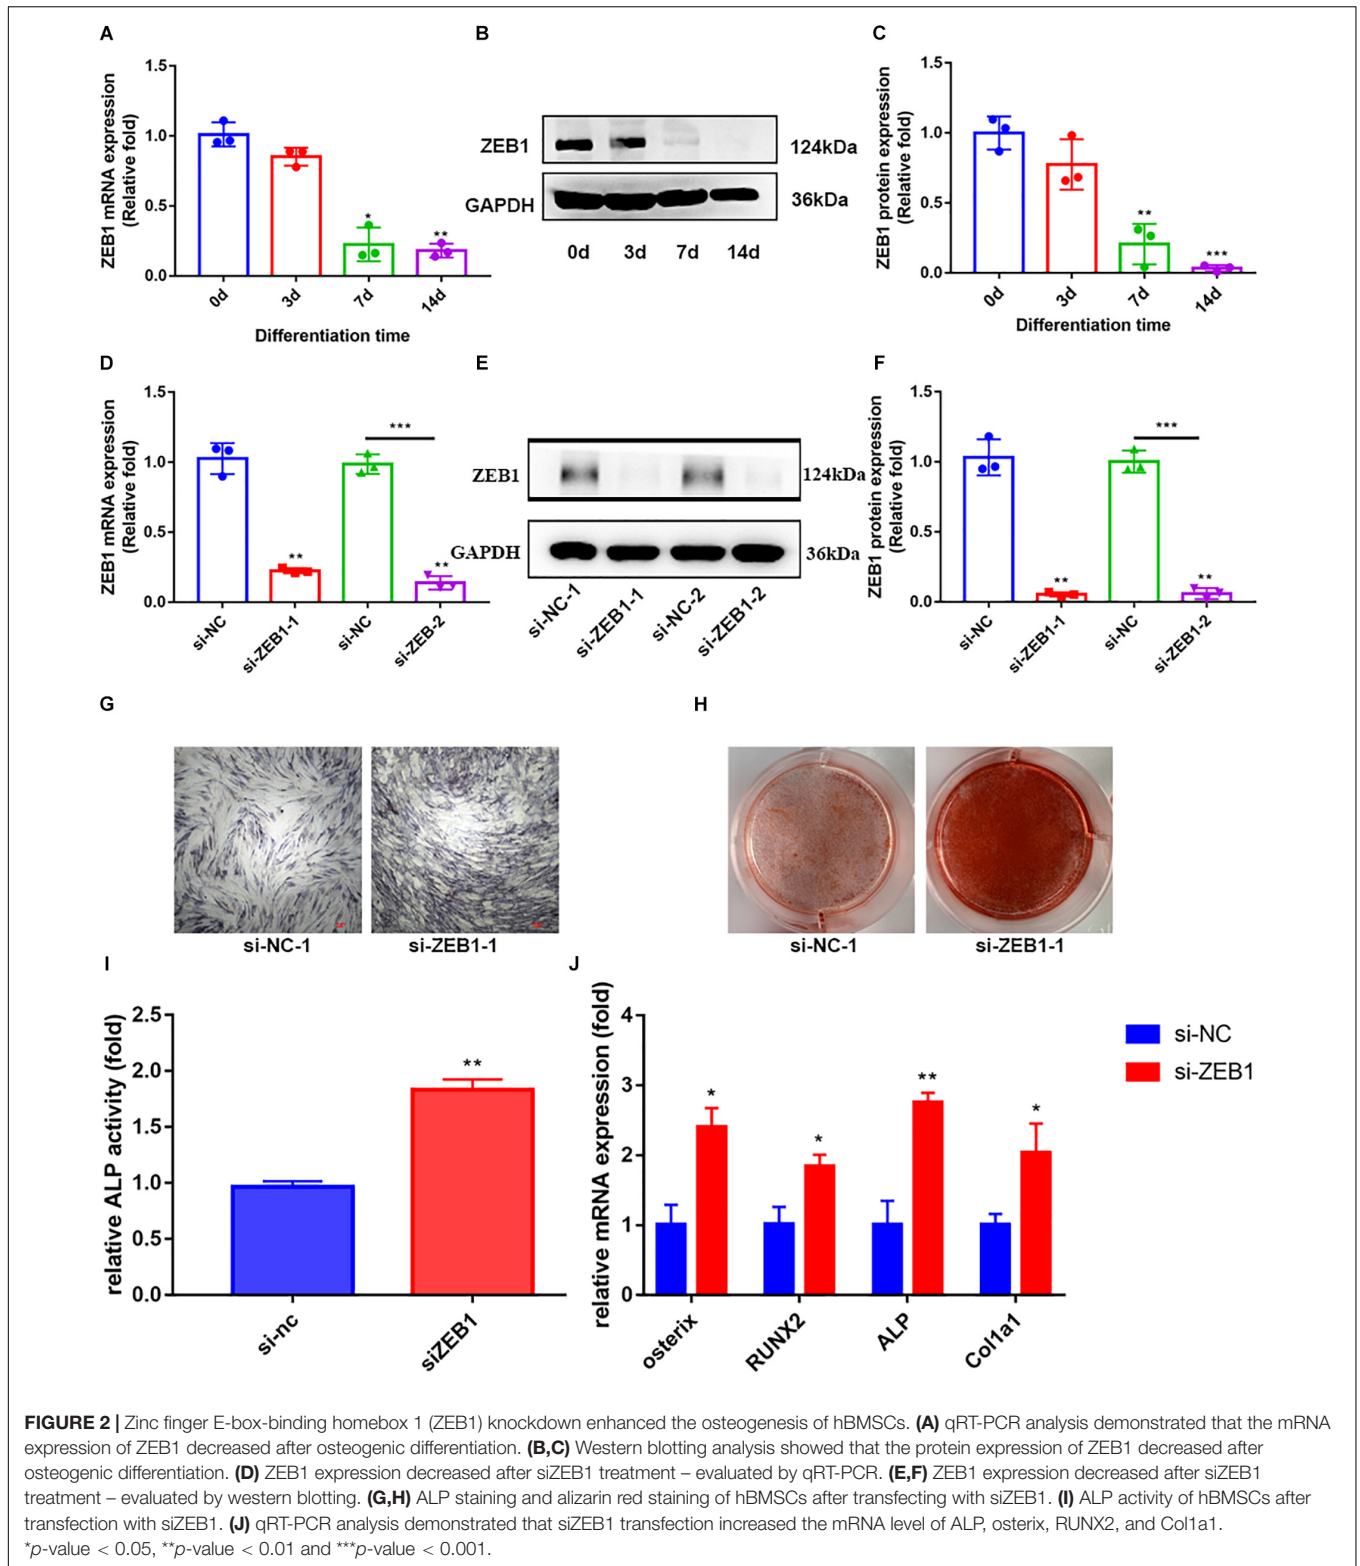 A
ZEB1 mRNA expression
(Relative fold)
1.5
1.0
0.5
0.0
*
**
0d
3d
7d
14d
Differentiation time
B
ZEB1
124kDa
GAPDH
36kDa
0d 3d 7d 14d
C
ZEB1 protein expression
(Relative fold)
1.5
1.0
0.5
0.0
**
***
0d
3d
7d
14d
Differentiation time
D
ZEB1 mRNA expression
(Relative fold)
1.5
1.0
0.5
0.0
**
***
**
si-NC
si-ZEB1-1
si-NC
si-ZEB-2
E
ZEB1
124kDa
GAPDH
36kDa
si-NC-1
si-ZEB1-1
si-NC-2
si-ZEB1-2
F
ZEB1 protein expression
(Relative fold)
1.5
1.0
0.5
0.0
**
***
**
si-NC
si-ZEB1-1
si-NC
si-ZEB1-2
G
si-NC-1
si-ZEB1-1
H
si-NC-1
si-ZEB1-1
I
relative ALP activity (fold)
2.5
2.0
1.5
1.0
0.5
0.0
**
si-nc
siZEB1
J
relative mRNA expression (fold)
4
3
2
1
0
*
*
**
*
osterix
RUNX2
ALP
Col1a1
si-NC
si-ZEB1
FIGURE 2 | Zinc finger E-box-binding homebox 1 (ZEB1) knockdown enhanced the osteogenesis of hBMSCs. (A) qRT-PCR analysis demonstrated that the mRNA
expression of ZEB1 decreased after osteogenic differentiation. (B,C) Western blotting analysis showed that the protein expression of ZEB1 decreased after
osteogenic differentiation. (D) ZEB1 expression decreased after siZEB1 treatment – evaluated by qRT-PCR. (E,F) ZEB1 expression decreased after siZEB1
treatment – evaluated by western blotting. (G,H) ALP staining and alizarin red staining of hBMSCs after transfecting with siZEB1. (I) ALP activity of hBMSCs after
transfection with siZEB1. (J) qRT-PCR analysis demonstrated that siZEB1 transfection increased the mRNA level of ALP, osterix, RUNX2, and Col1a1.
*p-value < 0.05, **p-value < 0.01 and ***p-value < 0.001.